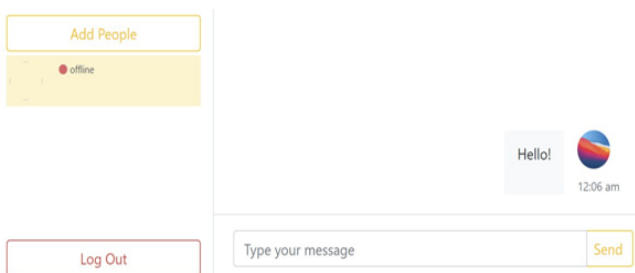 Add People
offline
Hello!
12:06 am
Log Out
Type your message
Send